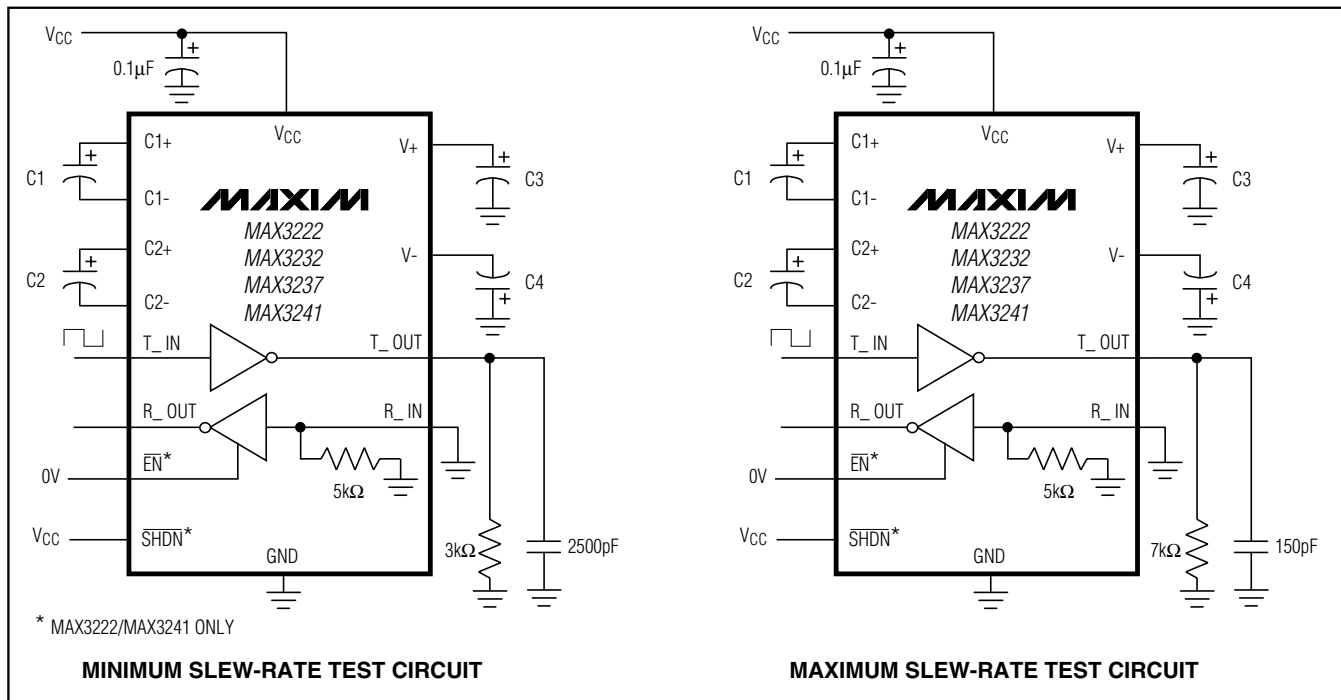 VCC
0.1µF
+
VCC
C1+
+
C1
C1-
C2+
+
C2
C2-
V+
+
C3
V-
+
C4
MAXIM
MAX3222
MAX3232
MAX3237
MAX3241
T_ IN
T_ OUT
R_ OUT
R_ IN
0V
EN*
5kΩ
VCC
SHDN*
GND
3kΩ
2500pF
* MAX3222/MAX3241 ONLY
MINIMUM SLEW-RATE TEST CIRCUIT
VCC
0.1µF
+
VCC
C1+
+
C1
C1-
C2+
+
C2
C2-
V+
+
C3
V-
+
C4
MAXIM
MAX3222
MAX3232
MAX3237
MAX3241
T_ IN
T_ OUT
R_ OUT
R_ IN
0V
EN*
5kΩ
VCC
SHDN*
GND
7kΩ
150pF
MAXIMUM SLEW-RATE TEST CIRCUIT